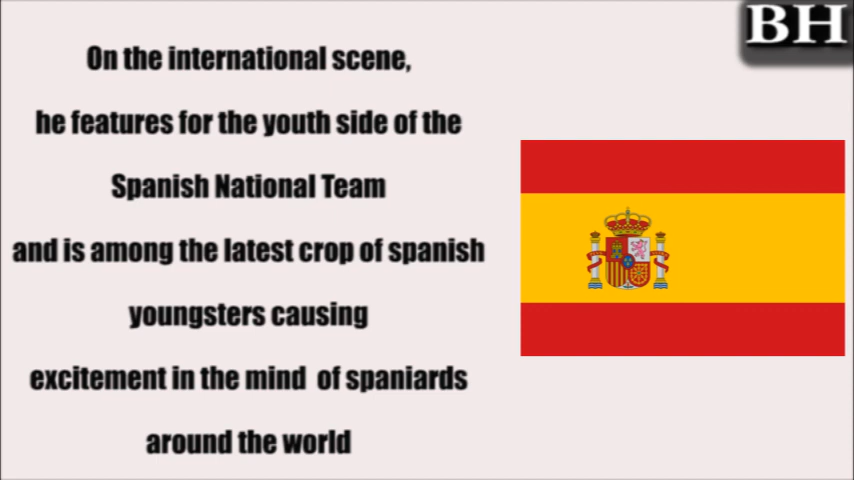 BH
On the international scene,
he features for the youth side of the
Spanish National Team
and is among the latest crop of spanish
youngsters causing
excitement in the mind of spaniards
around the world